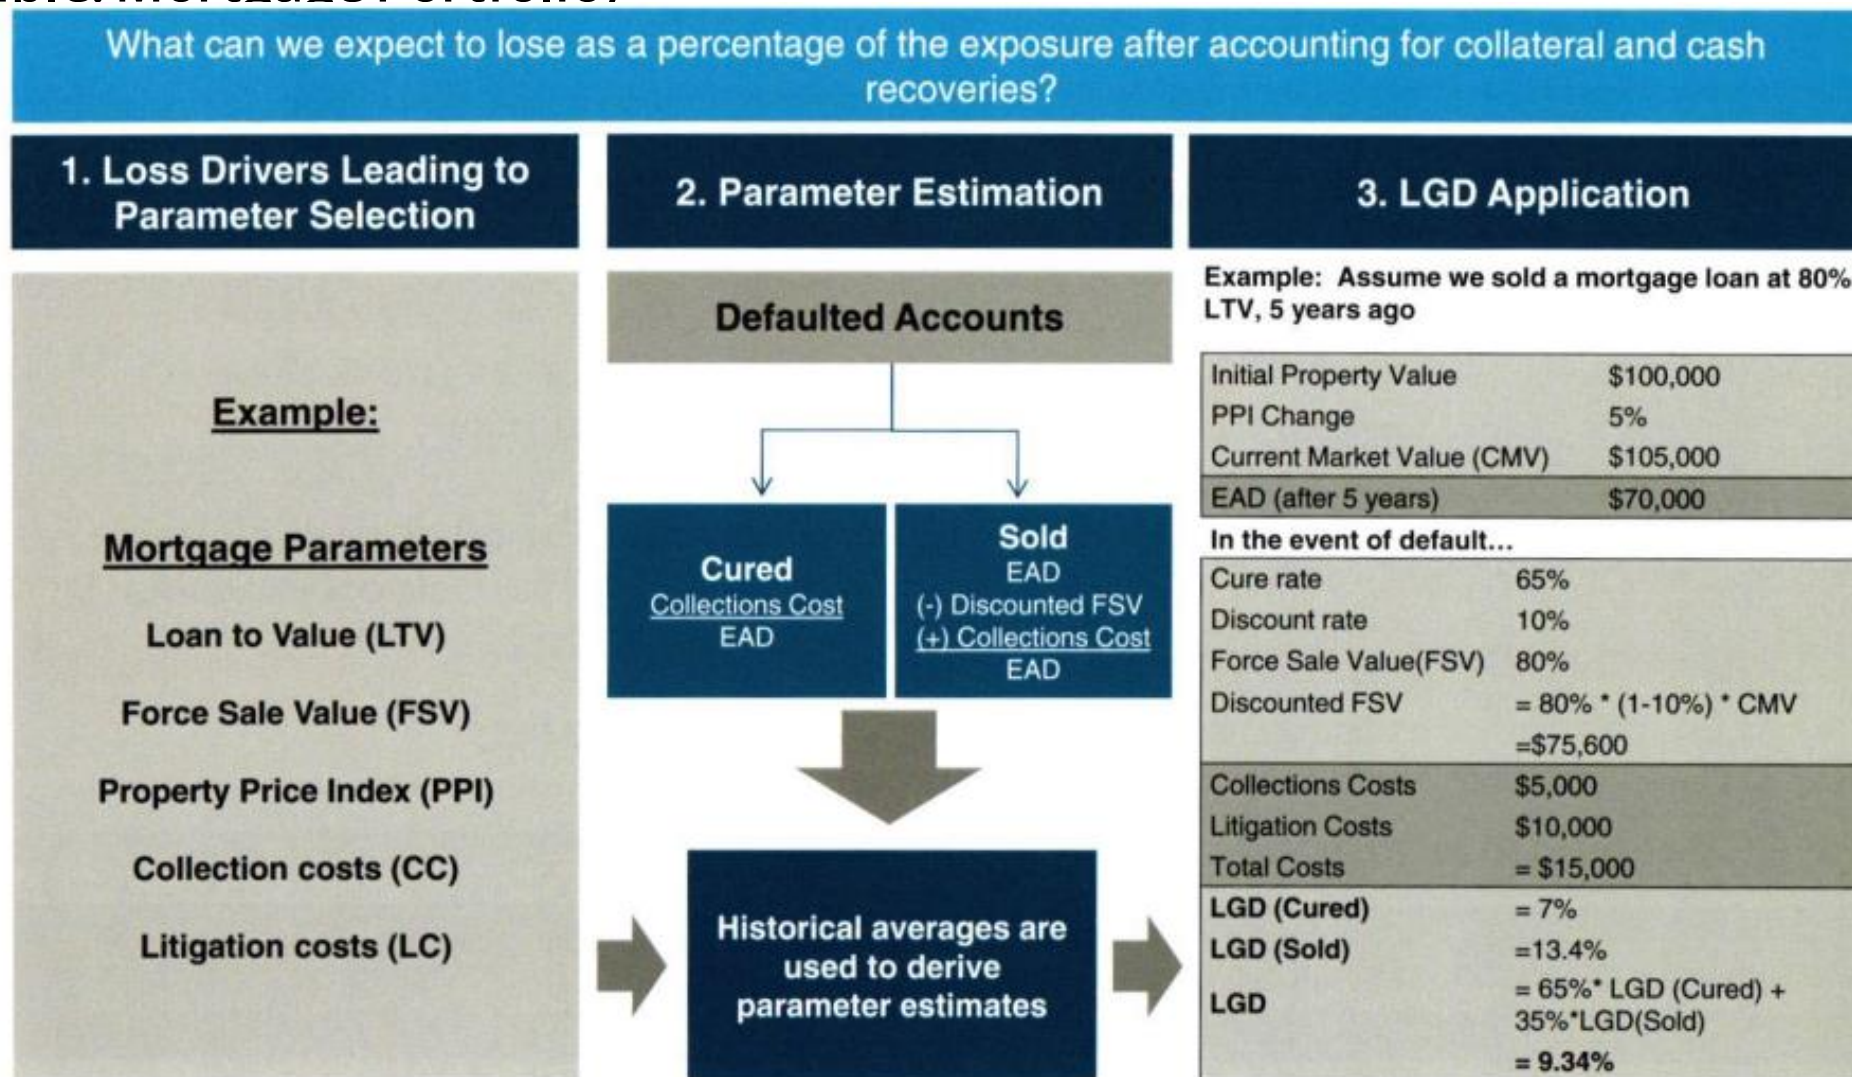 What can we expect to lose as a percentage of the exposure after accounting for collateral and cash
recoveries?
1. Loss Drivers Leading to
Parameter Selection
Example:
Mortgage Parameters
Loan to Value (LTV)
Force Sale Value (FSV)
Property Price Index (PPI)
Collection costs (CC)
Litigation costs (LC)
2. Parameter Estimation
Defaulted Accounts
Cured
Collections Cost
EAD
Sold
EAD
(-) Discounted FSV
(+) Collections Cost
EAD
Historical averages are
used to derive
parameter estimates
3. LGD Application
Example: Assume we sold a mortgage loan at 80%
LTV, 5 years ago
Initial Property Value $100,000
PPI Change 5%
Current Market Value (CMV) $105,000
EAD (after 5 years) $70,000
In the event of default...
Cure rate 65%
Discount rate 10%
Force Sale Value(FSV) 80%
Discounted FSV = 80% * (1-10%) * CMV
=$75,600
Collections Costs $5,000
Litigation Costs $10,000
Total Costs = $15,000
LGD (Cured) = 7%
LGD (Sold) =13.4%
LGD = 65%* LGD (Cured) +
35%*LGD(Sold)
= 9.34%